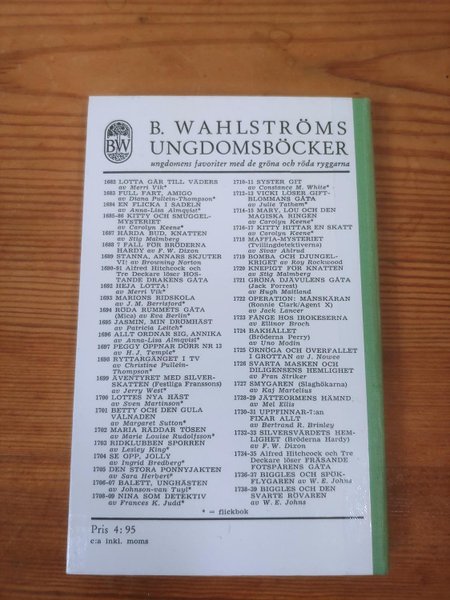 BW
B. WAHLSTRÖMS
UNGDOMSBÖCKER
ungdomens favoriter med de gröna och röda ryggarna
1682 LOTTA GÅR TILL VÄDERS
av Merri Vik*
1683 FULL FART, AMIGO
av Diana Pullein-Thompson*
1684 EN FLICKA I SADELN
av Anna-Lisa Almqvist*
1685-86 KITTY OCH SMUGGEL-
MYSTERIET
av Carolyn Keene*
1687 HÅRDA BUD, KNATTEN
av Stig Malmberg
1688 7 FALL FÖR BRÖDERNA
HARDY av F. W. Dixon
1689 STANNA, ANNARS SKJUTER
VI! av Browning Norton
1690-91 Alfred Hitchcock och
Tre Deckare löser HOS-
TANDE DRAKENS GÅTA
1692 HEJA LOTTA!
av Merri Vik*
1693 MARIONS RIDSKOLA
av J. M. Berrisford*
1694 RÖDA RUMMETS GÅTA
(Mica) av Eva Berlin*
1695 JASMIN, MIN DRÖMHÄST
av Patricia Leitch*
1696 ALLT ORDNAR SIG, ANNIKA
av Anna-Lisa Almqvist*
1697 PEGGY ÖPPNAR DÖRR NR 13
av H. J. Temple*
1698 RYTTARGÄNGET I TV
av Christine Pullein-
Thompson*
1699 ÄVENTYRET MED SILVER-
SKATTEN (Festliga Franssons)
av Jerry West*
1700 LOTTES NYA HÄST
av Sven Martinson*
1701 BETTY OCH DEN GULA
VÅLNADEN
av Margaret Sutton*
1702 MARIA RÄDDAR TÖSEN
av Marie Louise Rudolfsson*
1703 RIDKLUBBEN SPORREN
av Lesley King*
1704 SE OPP, JOLLY
av Ingrid Bredberg*
1705 DEN STORA PONNYJAKTEN
av Sara Herbert*
1706-07 BALETT, UNGHÄSTEN
av Johnson-van Tuyl*
1708-09 NINA SOM DETEKTIV
av Frances K. Judd*
1710-11 SYSTER GIT
av Constance M. White*
1712-13 VICKI LÖSER GIFT-
BLOMMANS GÅTA
av Julie Tatham*
1714-15 MARY, LOU OCH DEN
MAGISKA RINGEN
av Carolyn Keene*
1716-17 KITTY HITTAR EN SKATT
av Carolyn Keene*
1718 MAFFIA-MYSTERIET
(Tvillingdetektiverna)
av Sivar Ahlrud
1719 BOMBA OCH DJUNGEL-
KRIGET av Roy Rockwood
1720 KNEPIGT FÖR KNATTEN
av Stig Malmberg
1721 GRÖNA DJÄVULENS GÅTA
(Jack Forrest)
av Hugh Maitland
1722 OPERATION: MÅNSKÄRAN
(Ronnie Clark/Agent X)
av Jack Lancer
1723 FÅNGE HOS IROKESERNA
av Ellinor Broch
1724 BAKHÅLLET
(Bröderna Perry)
av Uno Modin
1725 ÖRNÖGA OCH ÖVERFALLET
I GROTTAN av J. Nowee
1726 SVARTA MASKEN OCH
DILIGENSENS HEMLIGHET
av Fran Striker
1727 SMYGAREN (Slaghökarna)
av Kaj Martelius
1728-29 JÄTTEORMENS HÄMND
av Mel Ellis
1730-31 UPPFINNAR-T:an
FIXAR ALLT
av Bertrand R. Brinley
1732-33 SILVERSVÄRDETS HEM-
LIGHET (Bröderna Hardy)
av F. W. Dixon
1734-35 Alfred Hitchcock och Tre
Deckare löser FRÄSANDE
FOTSPÅRENS GÅTA
1736-37 BIGGLES OCH SPÖK-
FLYGAREN av W. E. Johns
1738-39 BIGGLES OCH DEN
SVARTE RÖVAREN
av W. E. Johns
* = flickbok
Pris 4: 95
c:a inkl. moms